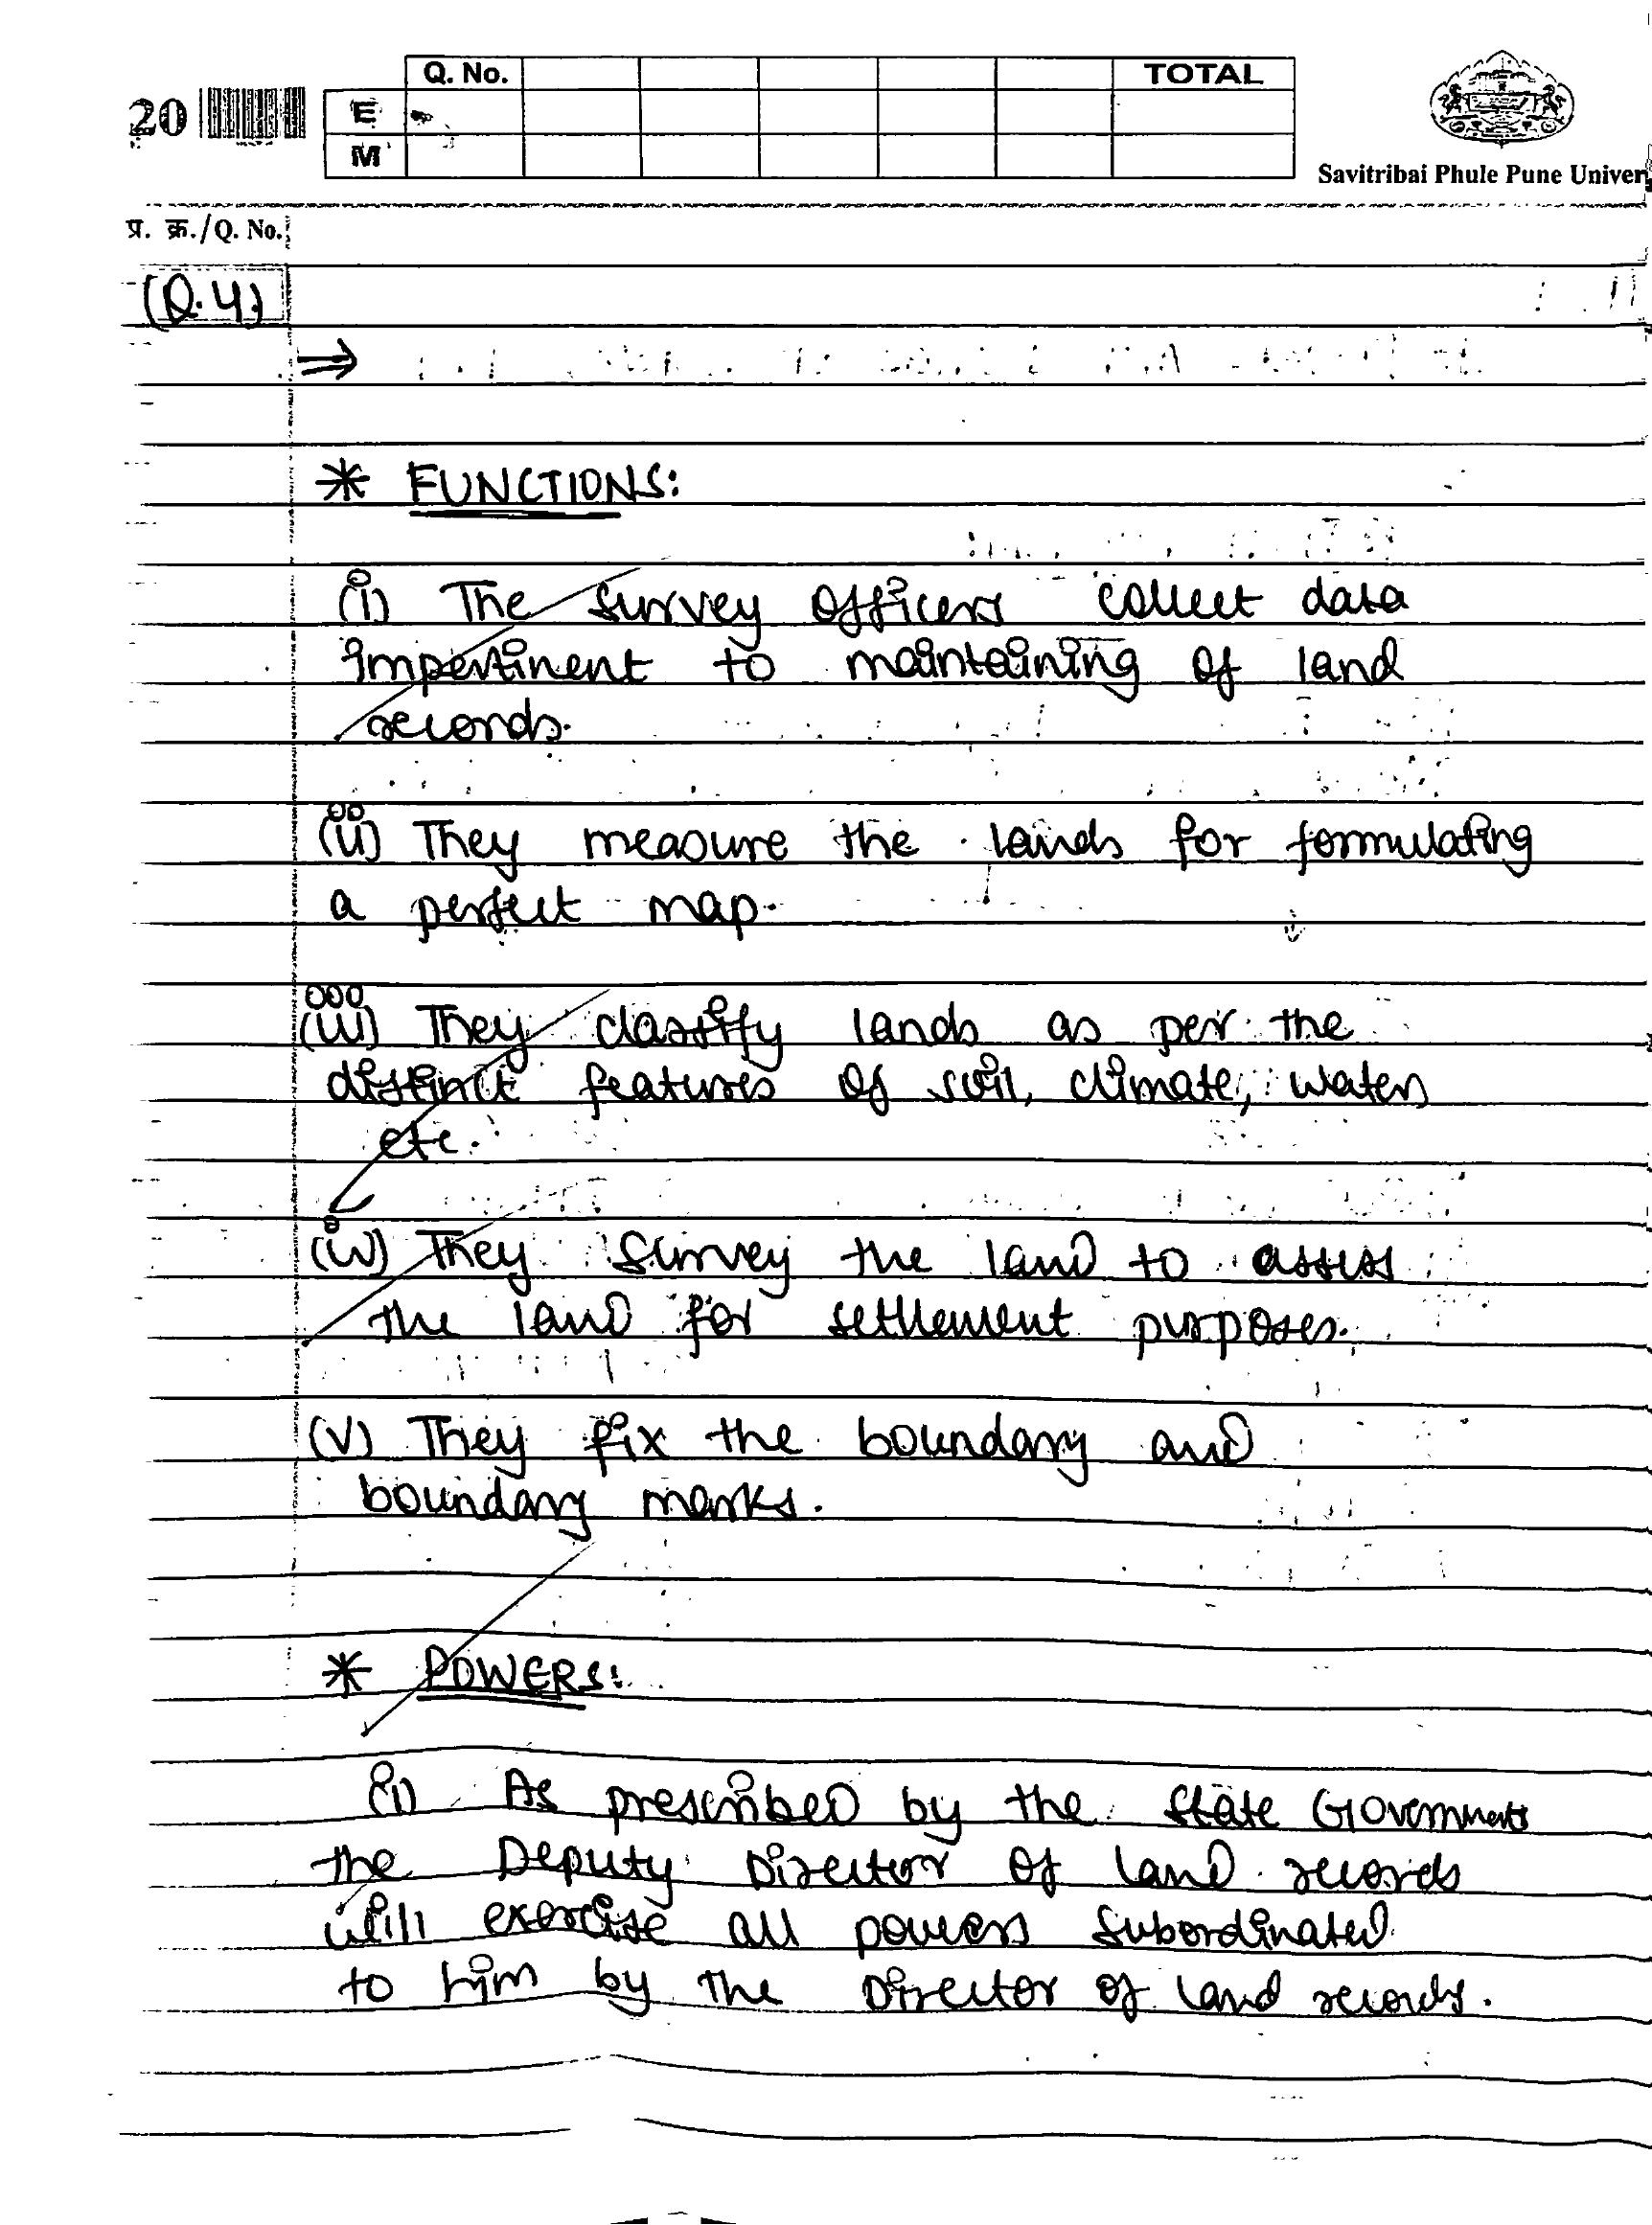 20
Q. No.
TOTAL
E
M
Savitribai Phule Pune Univer
प्र. क्र./Q. No.
(Q.4)
⇒
* FUNCTIONS:
(i) The survey officers collect data
impertinent to maintaining of land
records.
(ii) They measure the lands for formulating
a perfect map.
(iii) They classify lands as per the
distinct features of soil, climate, water
etc.
(iv) They survey the land to assess
the land for settlement purposes.
(v) They fix the boundary and
boundary marks.
* POWERS:
(i) As prescribed by the State Government
the Deputy Director of land records
will exercise all powers subordinated
to him by the Director of land records.